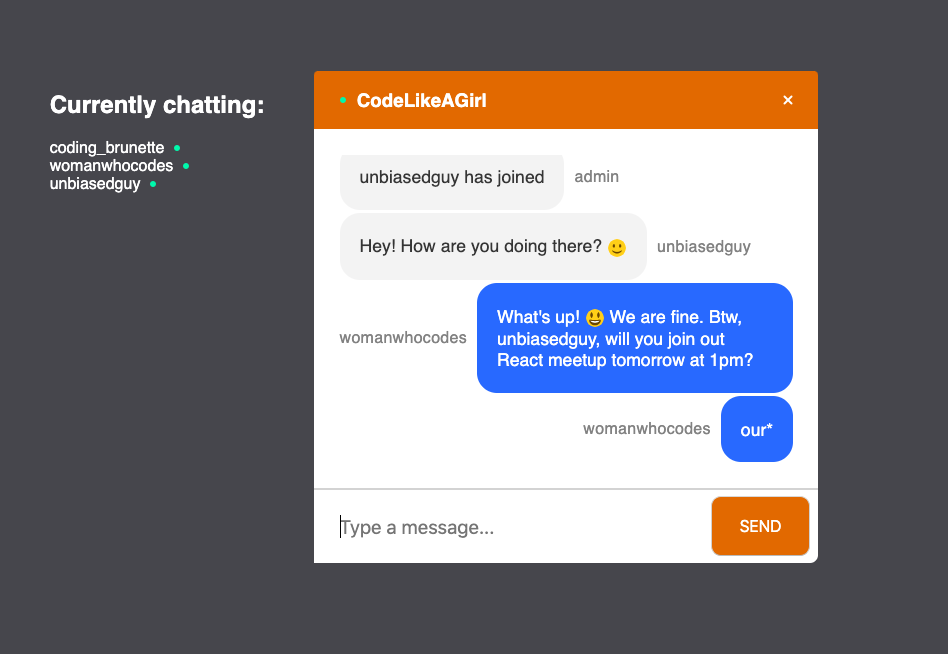 Currently chatting:
coding_brunette
womanwhocodes
unbiasedguy
CodeLikeAGirl
×
unbiasedguy has joined
admin
Hey! How are you doing there? 🙂
unbiasedguy
womanwhocodes
What's up! 😃 We are fine. Btw,
unbiasedguy, will you join out
React meetup tomorrow at 1pm?
womanwhocodes
our*
Type a message...
SEND